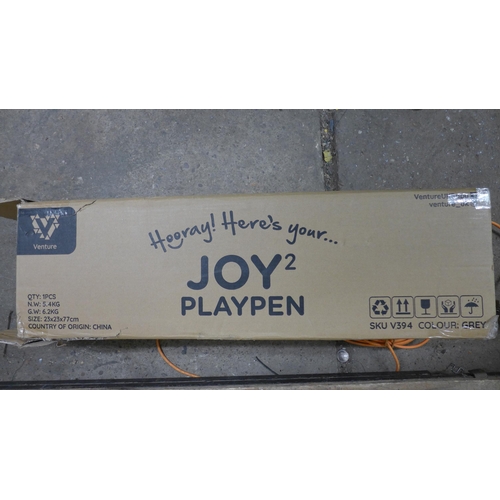 Venture
Hooray! Here's your...
JOY²
PLAYPEN
QTY: 1PCS
N.W: 5.4KG
G.W: 6.2KG
SIZE: 23x23x77cm
COUNTRY OF ORIGIN: CHINA
SKU V394 COLOUR: GREY